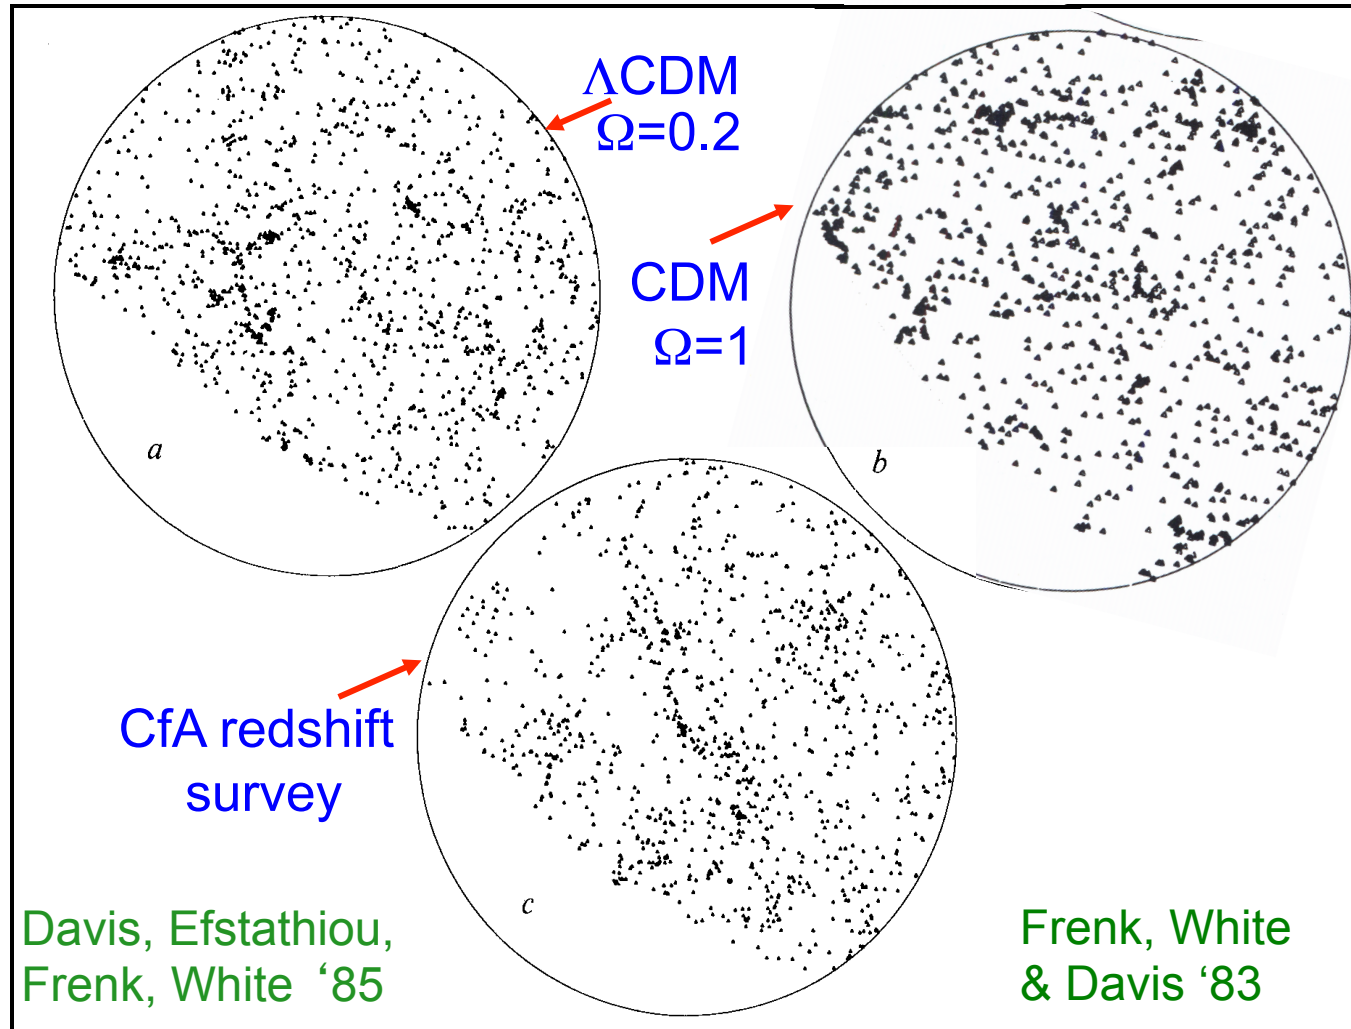 ΛCDM
Ω=0.2
CDM
Ω=1
a
b
CfA redshift
survey
c
Davis, Efstathiou,
Frenk, White ‘85
Frenk, White
& Davis ‘83